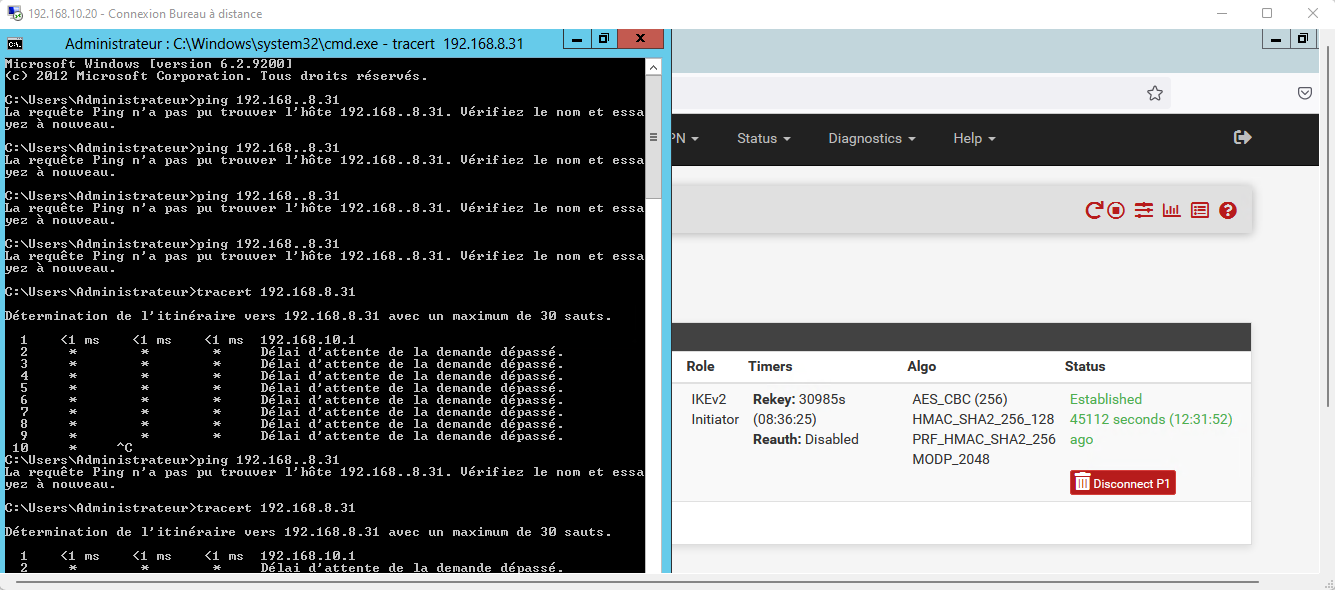 192.168.10.20 - Connexion Bureau à distance
Administrateur : C:\Windows\system32\cmd.exe - tracert  192.168.8.31
Microsoft Windows [version 6.2.9200]
(c) 2012 Microsoft Corporation. Tous droits réservés.
C:\Users\Administrateur>ping 192.168..8.31
La requête Ping n'a pas pu trouver l'hôte 192.168..8.31. Vérifiez le nom et essa
yez à nouveau.
C:\Users\Administrateur>ping 192.168..8.31
La requête Ping n'a pas pu trouver l'hôte 192.168..8.31. Vérifiez le nom et essa
yez à nouveau.
C:\Users\Administrateur>ping 192.168..8.31
La requête Ping n'a pas pu trouver l'hôte 192.168..8.31. Vérifiez le nom et essa
yez à nouveau.
C:\Users\Administrateur>ping 192.168..8.31
La requête Ping n'a pas pu trouver l'hôte 192.168..8.31. Vérifiez le nom et essa
yez à nouveau.
C:\Users\Administrateur>tracert 192.168.8.31
Détermination de l'itinéraire vers 192.168.8.31 avec un maximum de 30 sauts.
1    <1 ms    <1 ms    <1 ms  192.168.10.1
2     *        *        *     Délai d'attente de la demande dépassé.
3     *        *        *     Délai d'attente de la demande dépassé.
4     *        *        *     Délai d'attente de la demande dépassé.
5     *        *        *     Délai d'attente de la demande dépassé.
6     *        *        *     Délai d'attente de la demande dépassé.
7     *        *        *     Délai d'attente de la demande dépassé.
8     *        *        *     Délai d'attente de la demande dépassé.
9     *        *        *     Délai d'attente de la demande dépassé.
10     *     ^C
C:\Users\Administrateur>ping 192.168..8.31
La requête Ping n'a pas pu trouver l'hôte 192.168..8.31. Vérifiez le nom et essa
yez à nouveau.
C:\Users\Administrateur>tracert 192.168.8.31
Détermination de l'itinéraire vers 192.168.8.31 avec un maximum de 30 sauts.
1    <1 ms    <1 ms    <1 ms  192.168.10.1
2     *        *        *     Délai d'attente de la demande dépassé.
PN Status Diagnostics Help
Role Timers Algo Status
IKEv2 Rekey: 30985s AES_CBC (256) Established
Initiator (08:36:25) HMAC_SHA2_256_128 45112 seconds (12:31:52)
Reauth: Disabled PRF_HMAC_SHA2_256 ago
MODP_2048
Disconnect P1